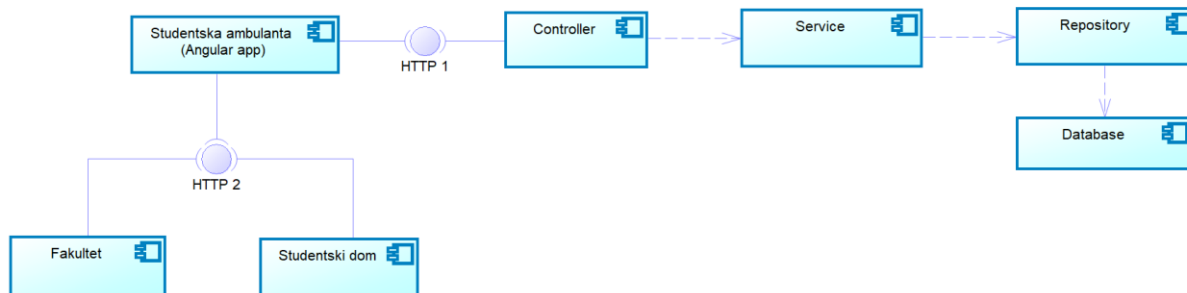 Studentska ambulanta
(Angular app)
HTTP 1
Controller
Service
Repository
Database
HTTP 2
Fakultet
Studentski dom